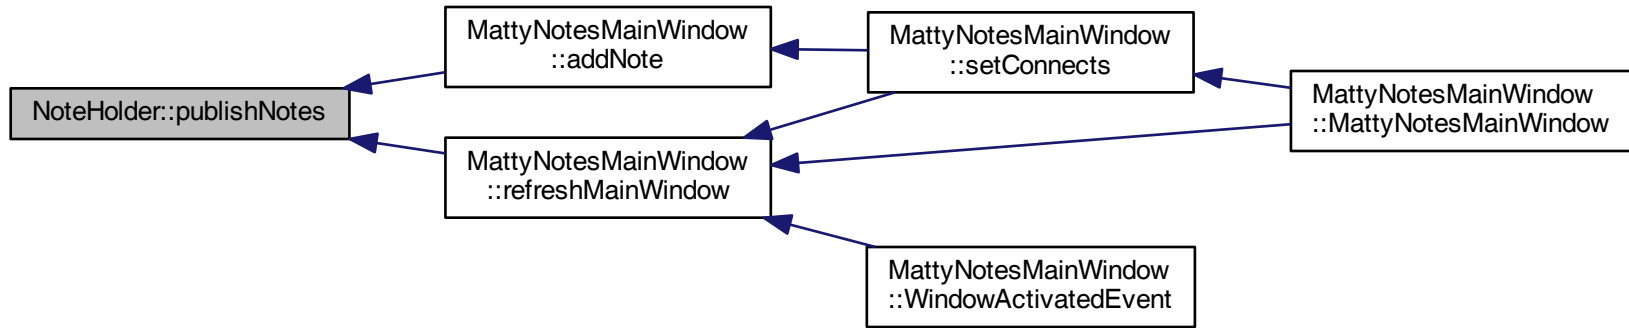 NoteHolder::publishNotes
MattyNotesMainWindow
::addNote
MattyNotesMainWindow
::refreshMainWindow
MattyNotesMainWindow
::setConnects
MattyNotesMainWindow
::WindowActivatedEvent
MattyNotesMainWindow
::MattyNotesMainWindow